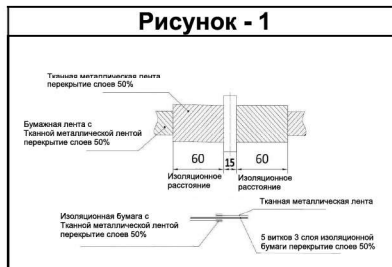 Рисунок - 1
Тканная металлическая лента
перекрытие слоев 50%
Бумажная лента с
Тканной металлической лентой
перекрытие слоев 50%
60
15
60
Изоляционное
расстояние
Изоляционное
расстояние
Тканная металлическая лента
Изоляционная бумага с
Тканной металлической лентой
перекрытие слоев 50%
5 витков 3 слоя изоляционной
бумаги перекрытие слоев 50%